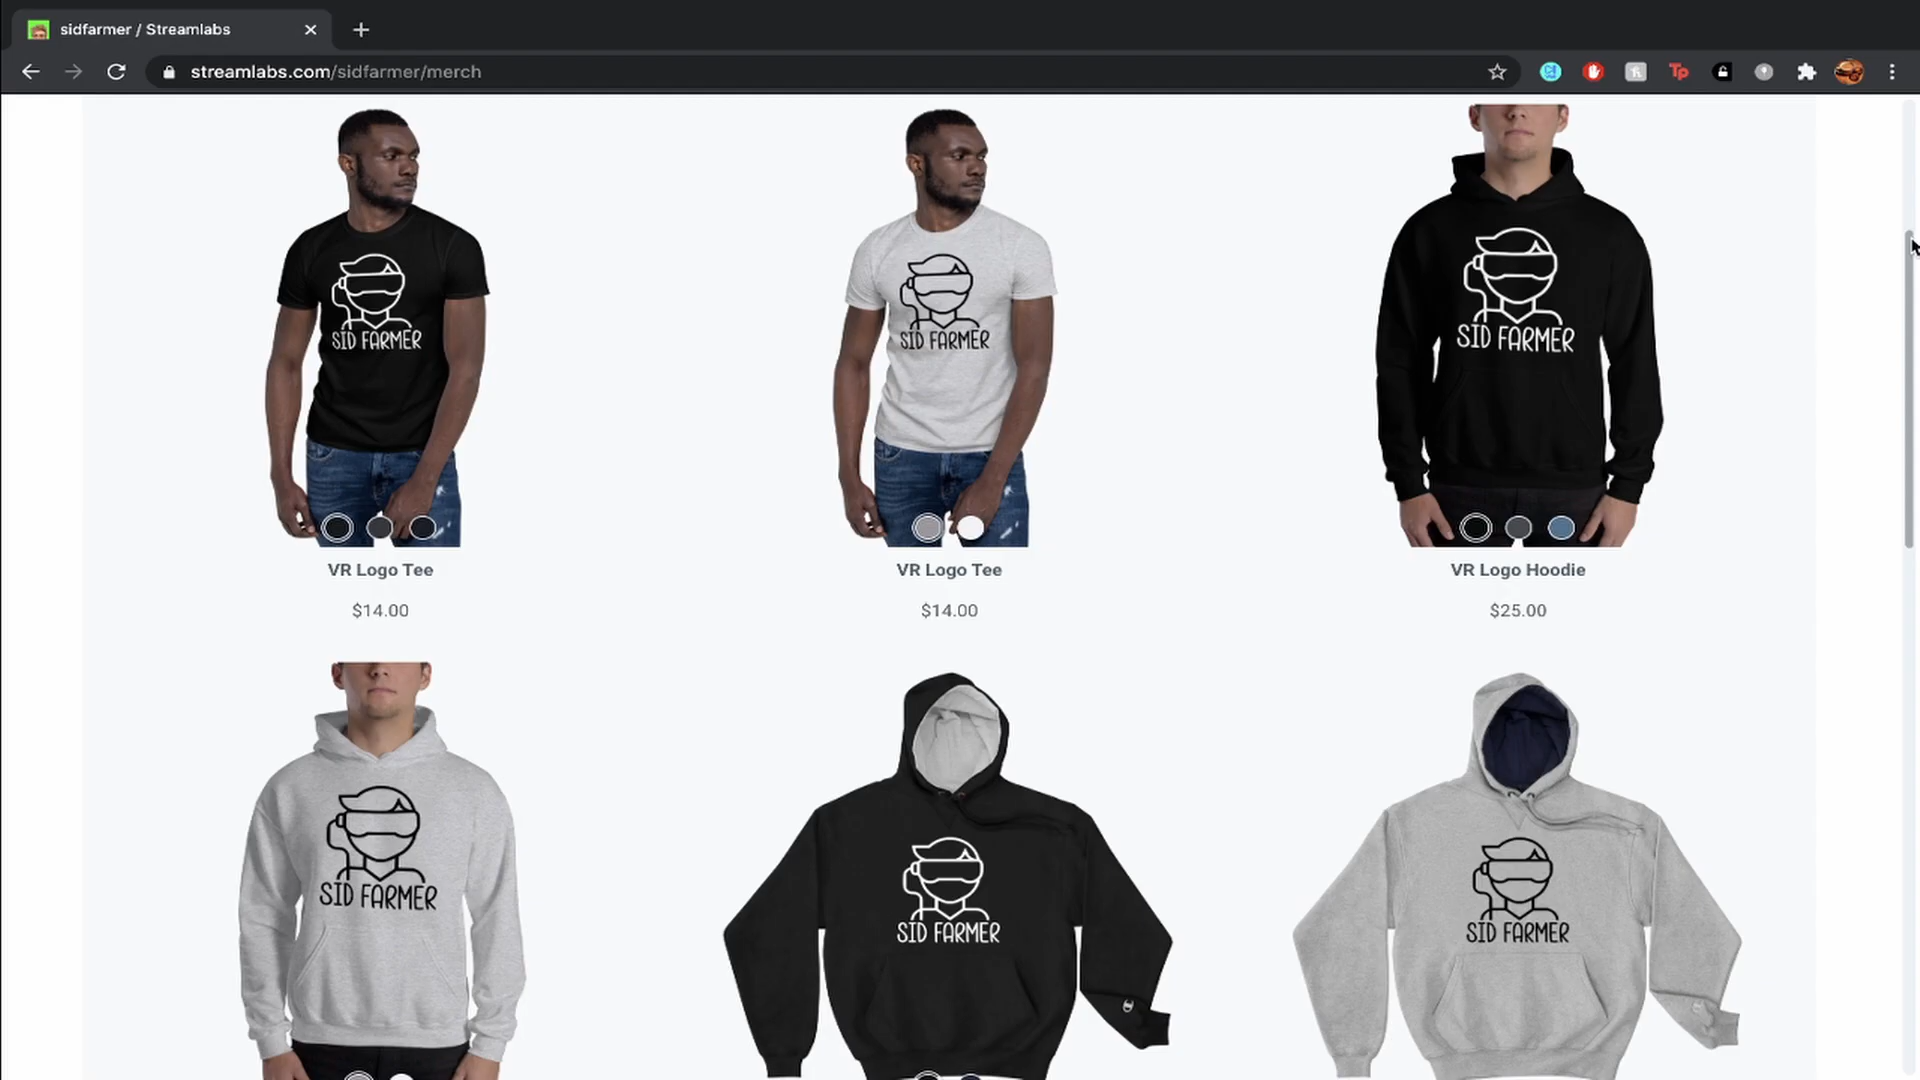 sidfarmer / Streamlabs
streamlabs.com/sidfarmer/merch
Tp
SID FARMER
SID FARMER
SID FARMER
VR Logo Tee
VR Logo Tee
VR Logo Hoodie
$14.00
$14.00
$25.00
SID FARMER
SID FARMER
SID FARMER